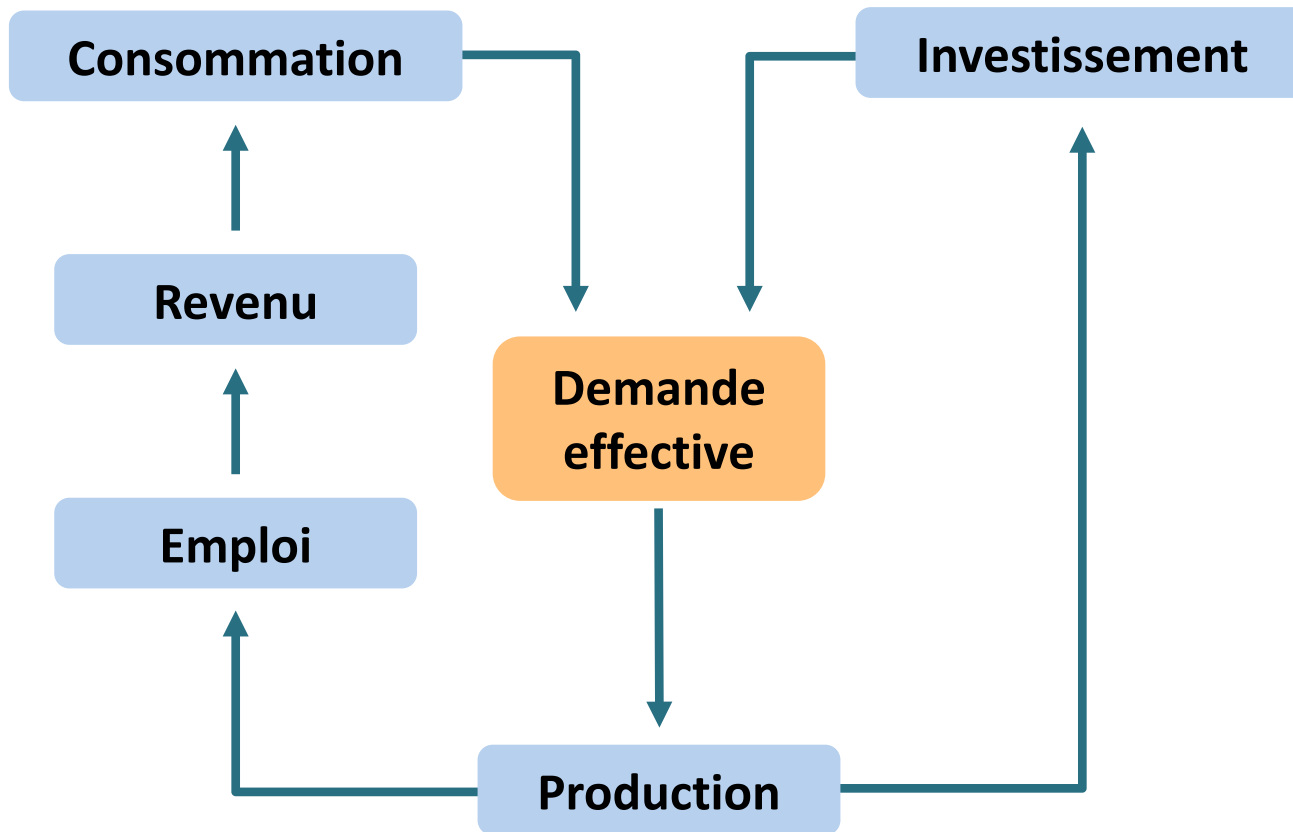 Consommation
Investissement
Revenu
Demande
effective
Emploi
Production